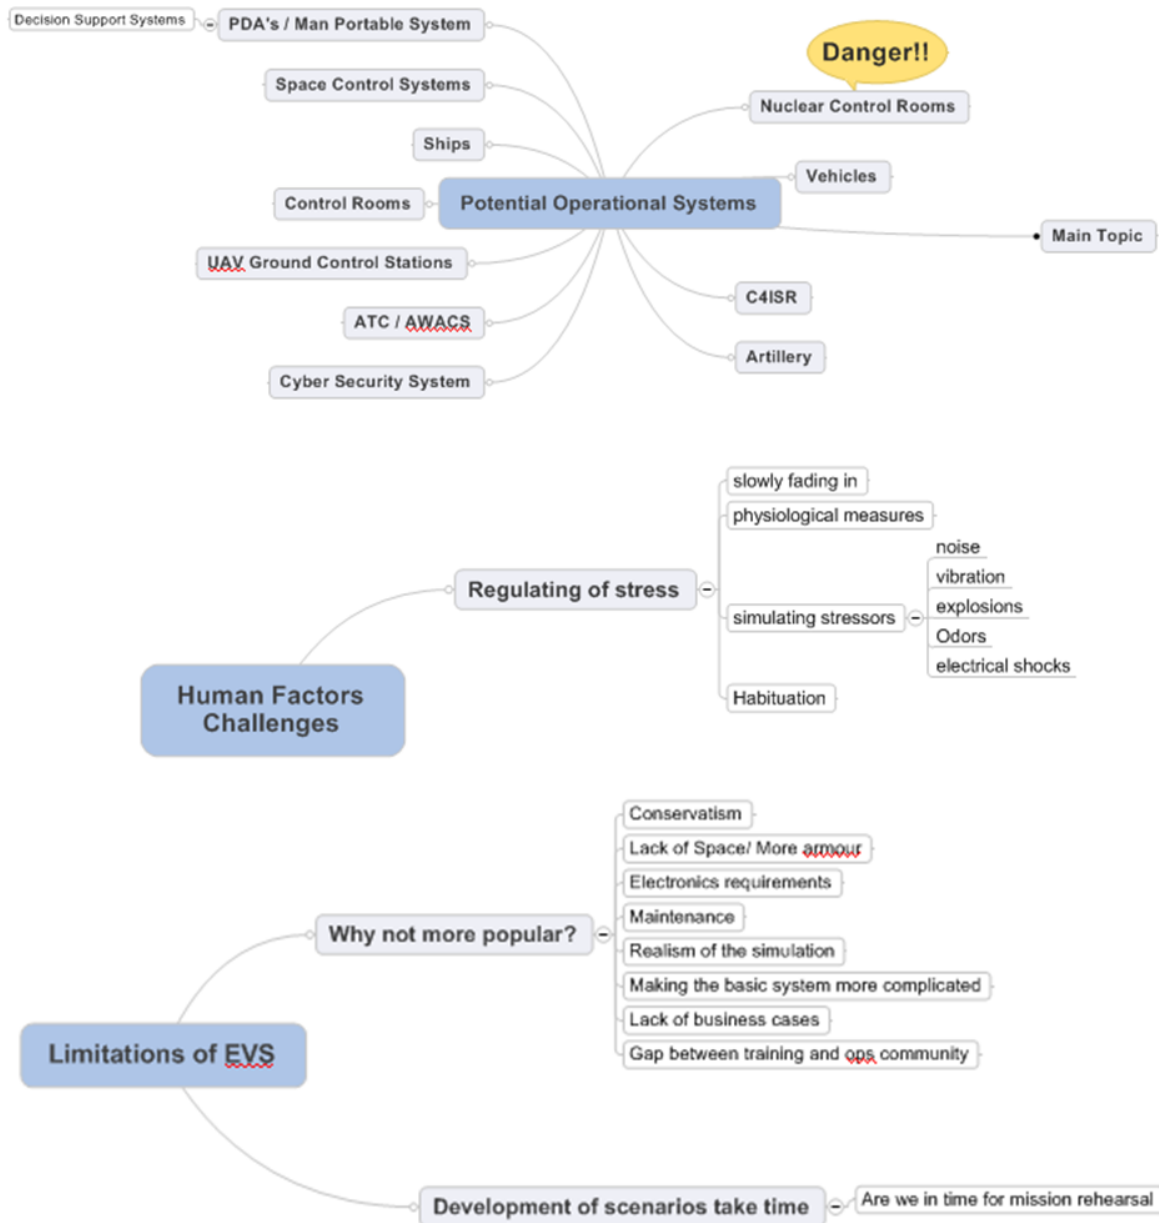 Decision Support Systems
PDA's / Man Portable System
Space Control Systems
Ships
Control Rooms
UAV Ground Control Stations
ATC / AWACS
Cyber Security System
Potential Operational Systems
Danger!!
Nuclear Control Rooms
Vehicles
Main Topic
C4ISR
Artillery
Human Factors
Challenges
Regulating of stress
slowly fading in
physiological measures
simulating stressors
noise
vibration
explosions
Odors
electrical shocks
Habituation
Limitations of EVS
Why not more popular?
Conservatism
Lack of Space/ More armour
Electronics requirements
Maintenance
Realism of the simulation
Making the basic system more complicated
Lack of business cases
Gap between training and ops community
Development of scenarios take time
Are we in time for mission rehearsal